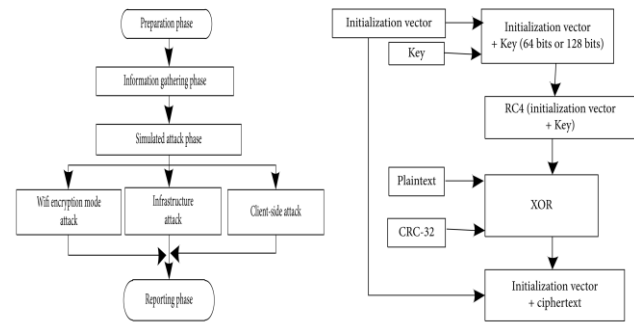 Preparation phase
Information gathering phase
Simulated attack phase
Wifi encryption mode
attack
Infrastructure
attack
Client-side attack
Reporting phase
Initialization vector
Key
Initialization vector
+ Key (64 bits or 128 bits)
RC4 (initialization vector
+ Key)
Plaintext
XOR
CRC-32
Initialization vector
+ ciphertext